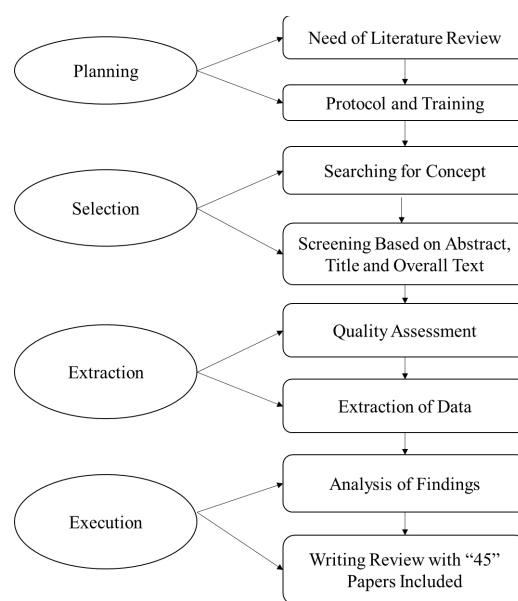 Need of Literature Review
Planning
Protocol and Training
Searching for Concept
Selection
Screening Based on Abstract,
Title and Overall Text
Quality Assessment
Extraction
Extraction of Data
Analysis of Findings
Execution
Writing Review with “45”
Papers Included